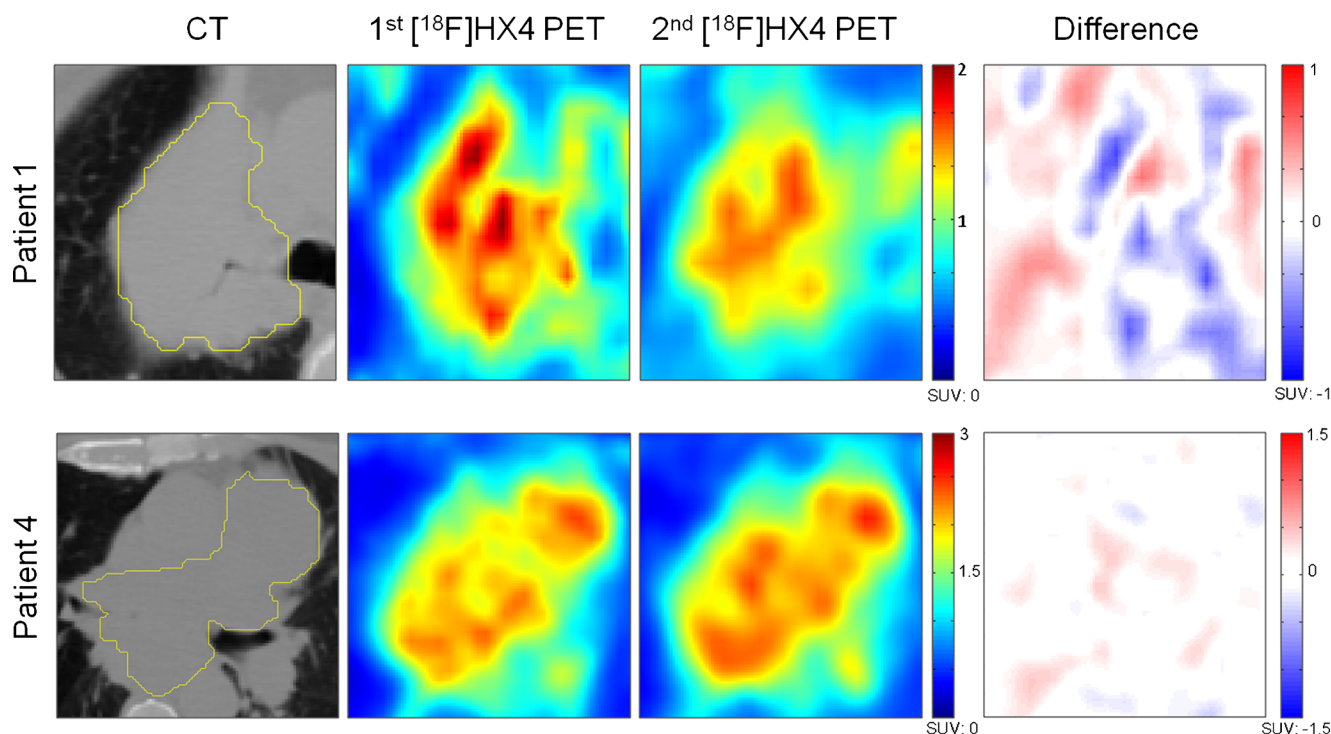 CT 1st [18F]HX4 PET 2nd [18F]HX4 PET Difference
Patient 1
2
1
SUV: 0
1
0
SUV: -1
Patient 4
3
1.5
SUV: 0
1.5
0
SUV: -1.5